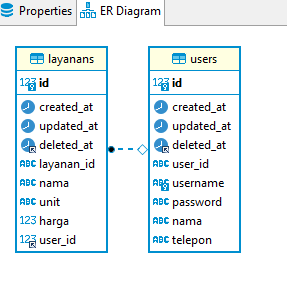 Properties
ER Diagram
layanans
123 id
created_at
updated_at
deleted_at
ABC layanan_id
ABC nama
ABC unit
123 harga
123 user_id
users
123 id
created_at
updated_at
deleted_at
ABC user_id
ABC username
ABC password
ABC nama
ABC telepon